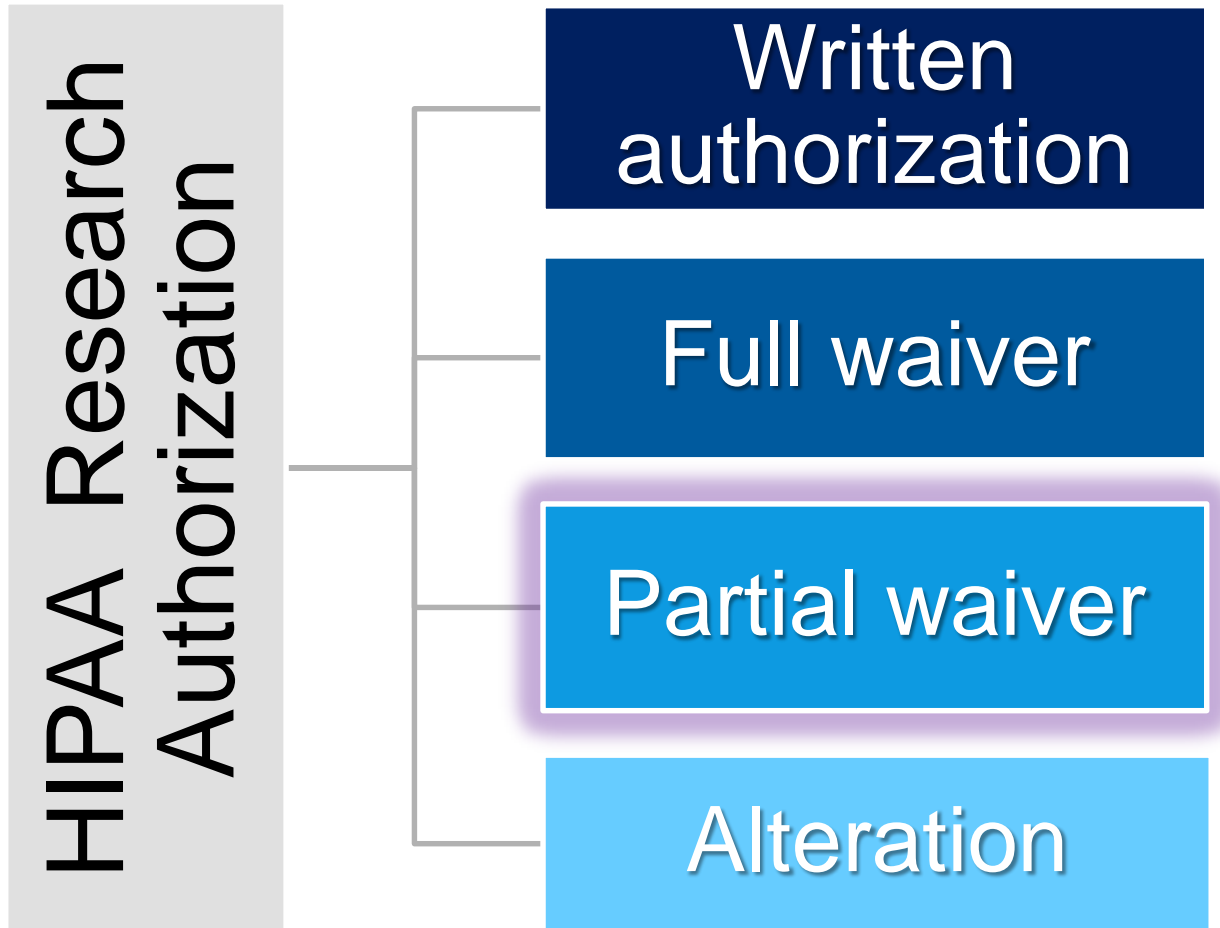 HIPAA Research
Authorization
Written
authorization
Full waiver
Partial waiver
Alteration